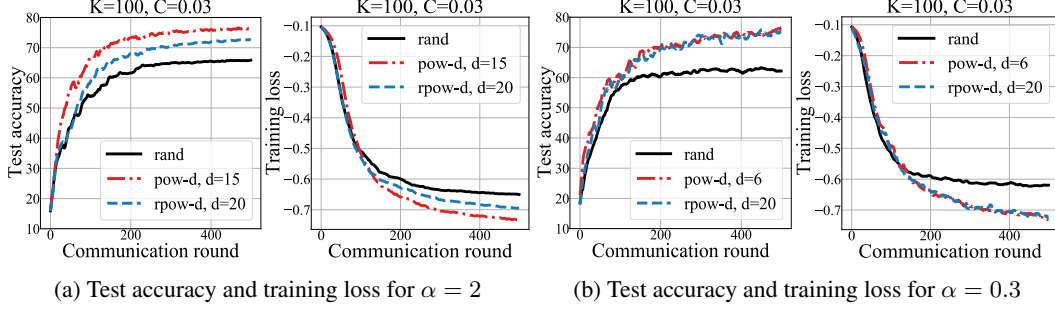 K=100, C=0.03
Test accuracy
80
70
60
50
40
30
20
10
0
200
400
Communication round
rand
pow-d, d=15
rpow-d, d=20
K=100, C=0.03
Training loss
−0.1
−0.2
−0.3
−0.4
−0.5
−0.6
−0.7
0
200
400
Communication round
rand
pow-d, d=15
rpow-d, d=20
(a) Test accuracy and training loss for α = 2
K=100, C=0.03
Test accuracy
80
70
60
50
40
30
20
10
0
200
400
Communication round
rand
pow-d, d=6
rpow-d, d=20
K=100, C=0.03
Training loss
−0.1
−0.2
−0.3
−0.4
−0.5
−0.6
−0.7
0
200
400
Communication round
rand
pow-d, d=6
rpow-d, d=20
(b) Test accuracy and training loss for α = 0.3